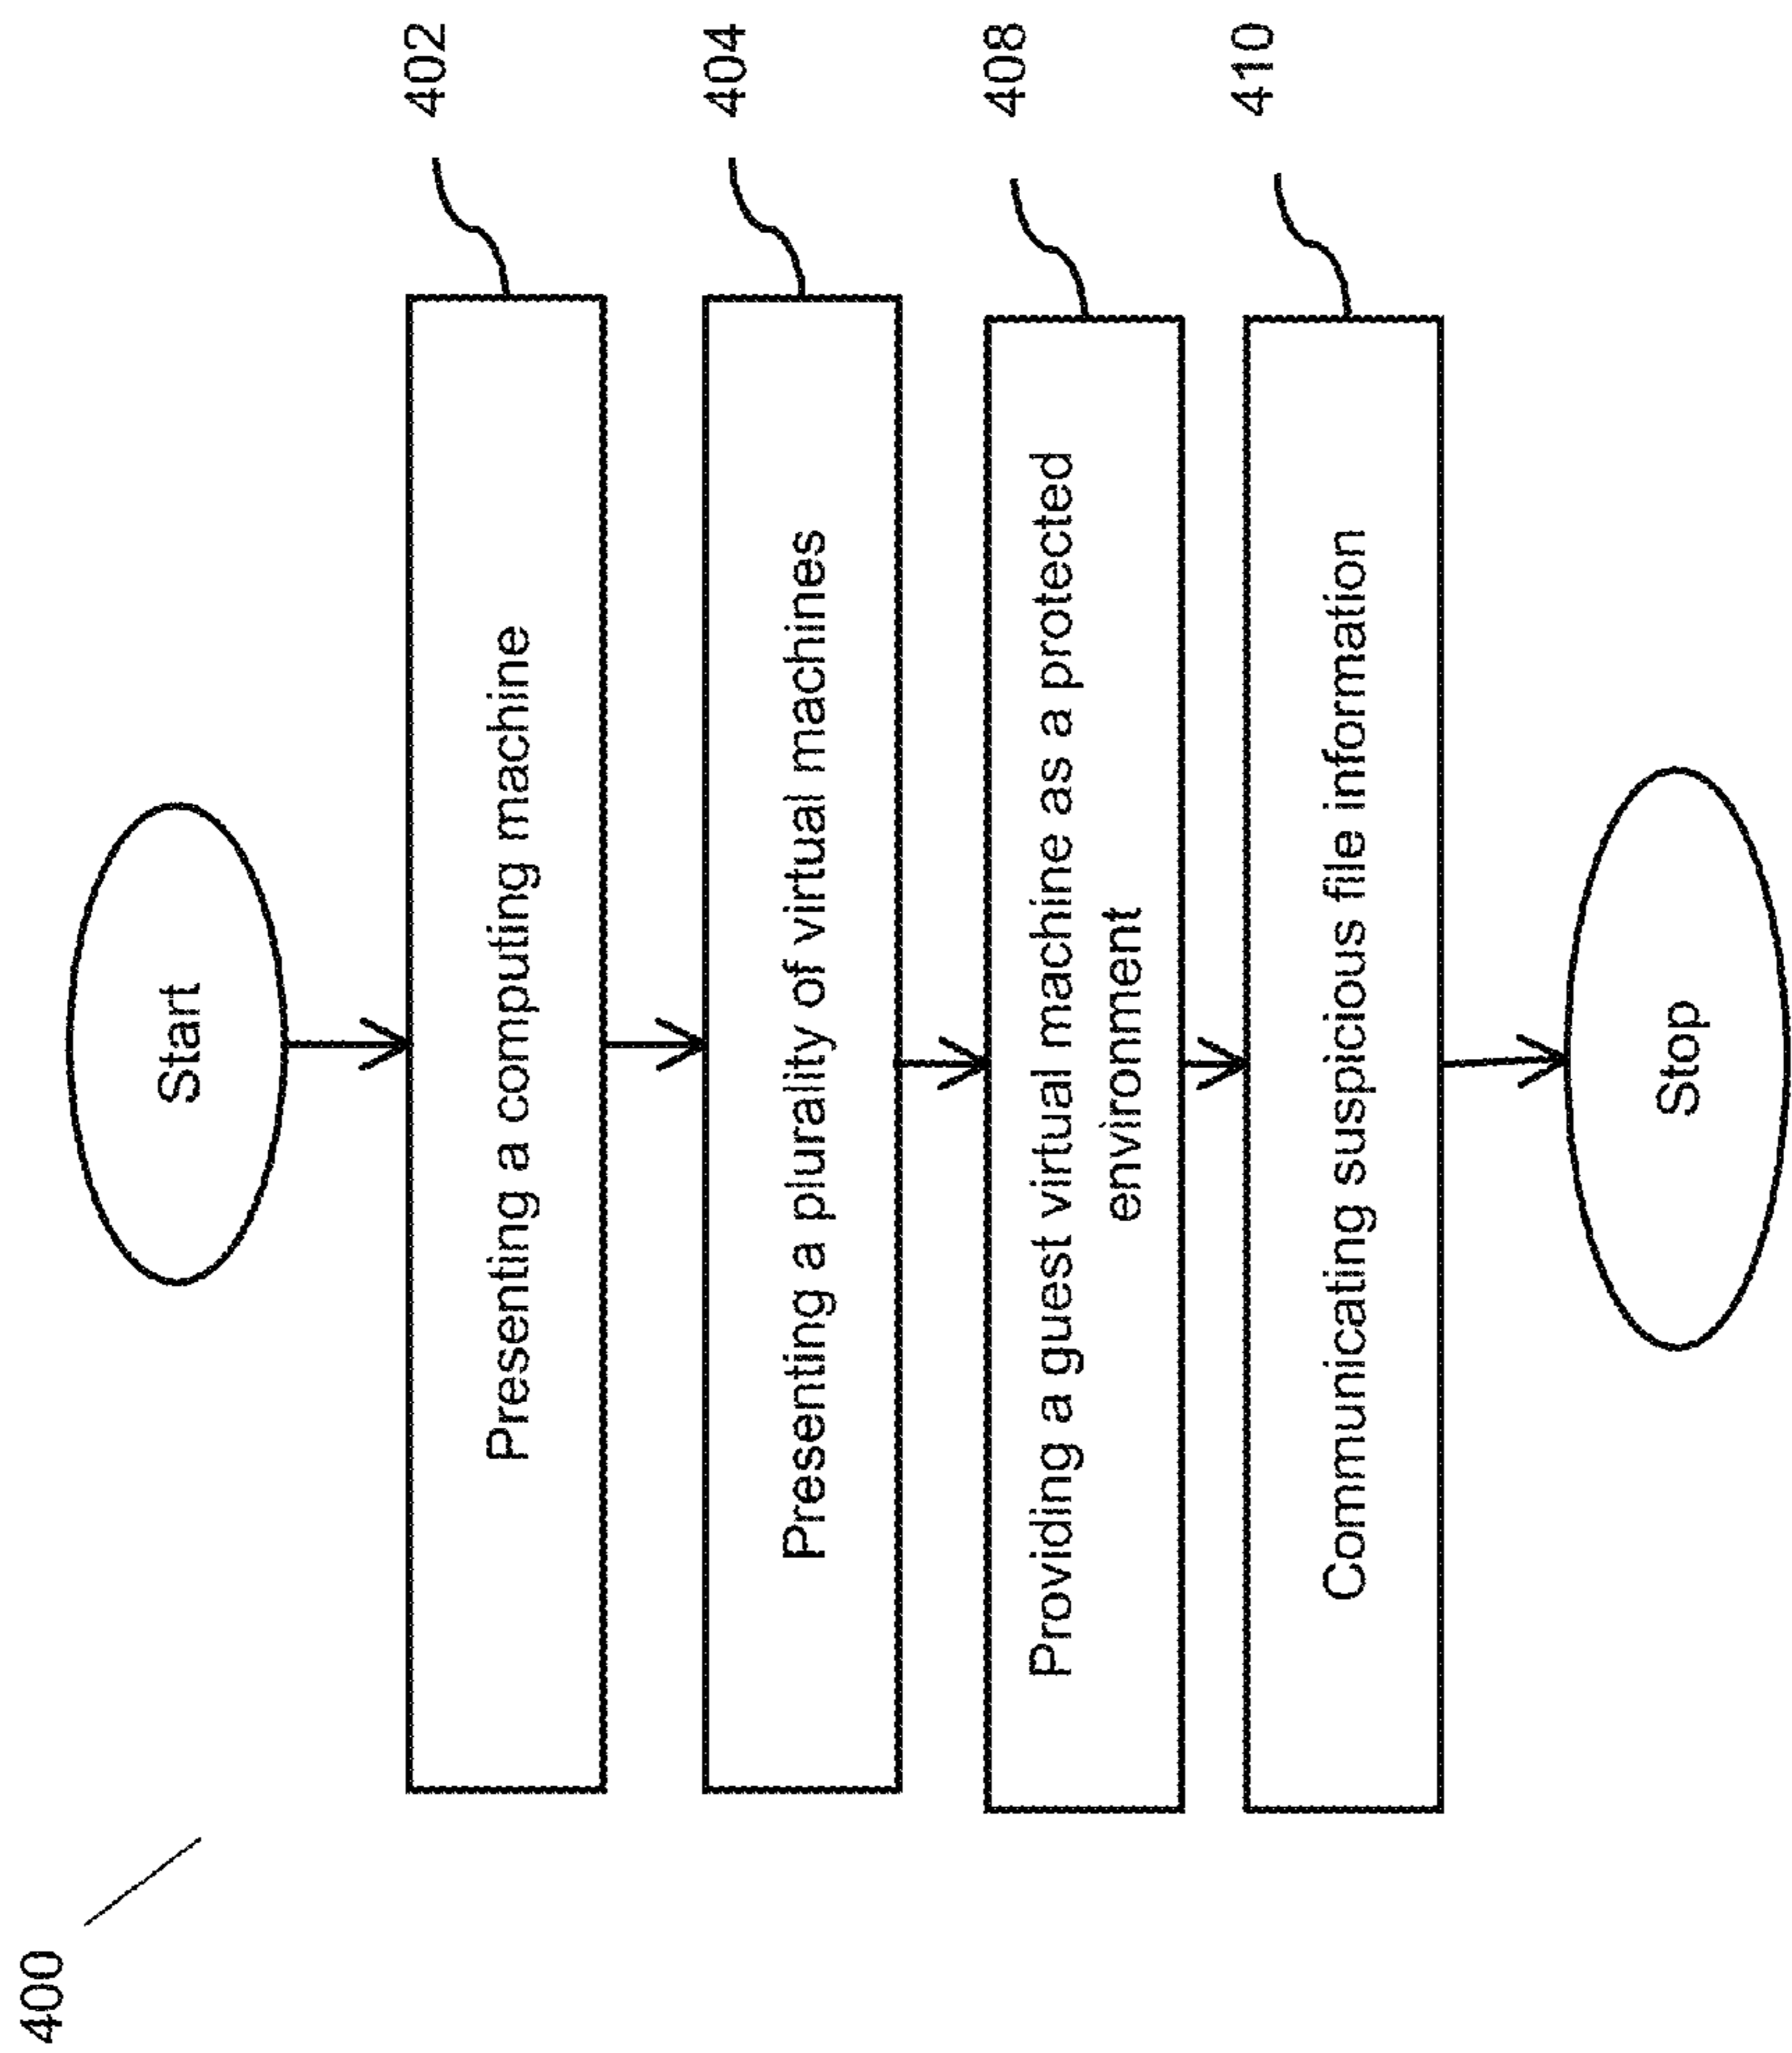 400
Start
Presenting a computing machine
402
Presenting a plurality of virtual machines
404
Providing a guest virtual machine as a protected
environment
408
Communicating suspicious file information
410
Stop